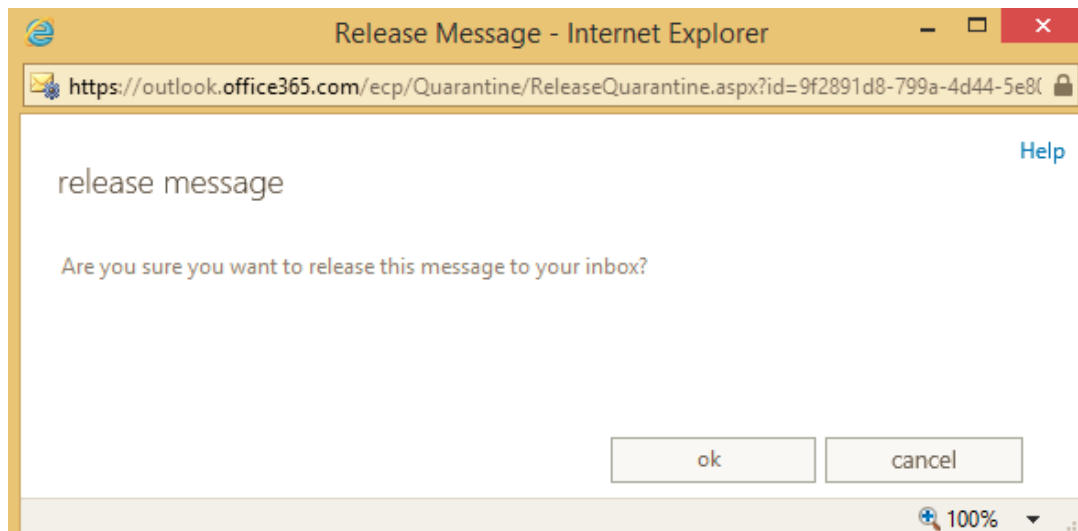 Release Message - Internet Explorer
https://outlook.office365.com/ecp/Quarantine/ReleaseQuarantine.aspx?id=9f2891d8-799a-4d44-5e8(
Help
release message
Are you sure you want to release this message to your inbox?
ok cancel
100%